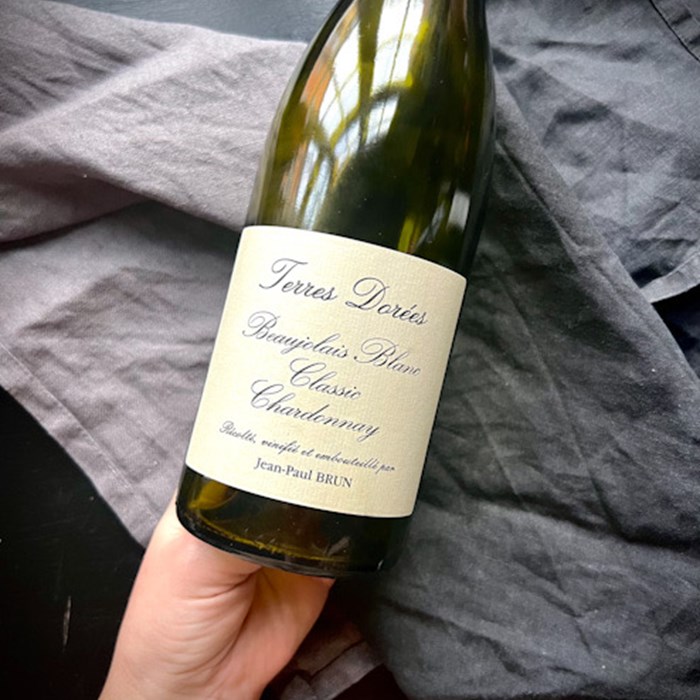 Terres Dorées
Beaujolais Blanc
Classic
Chardonnay
Récolté, vinifié et embouteillé par
Jean-Paul BRUN